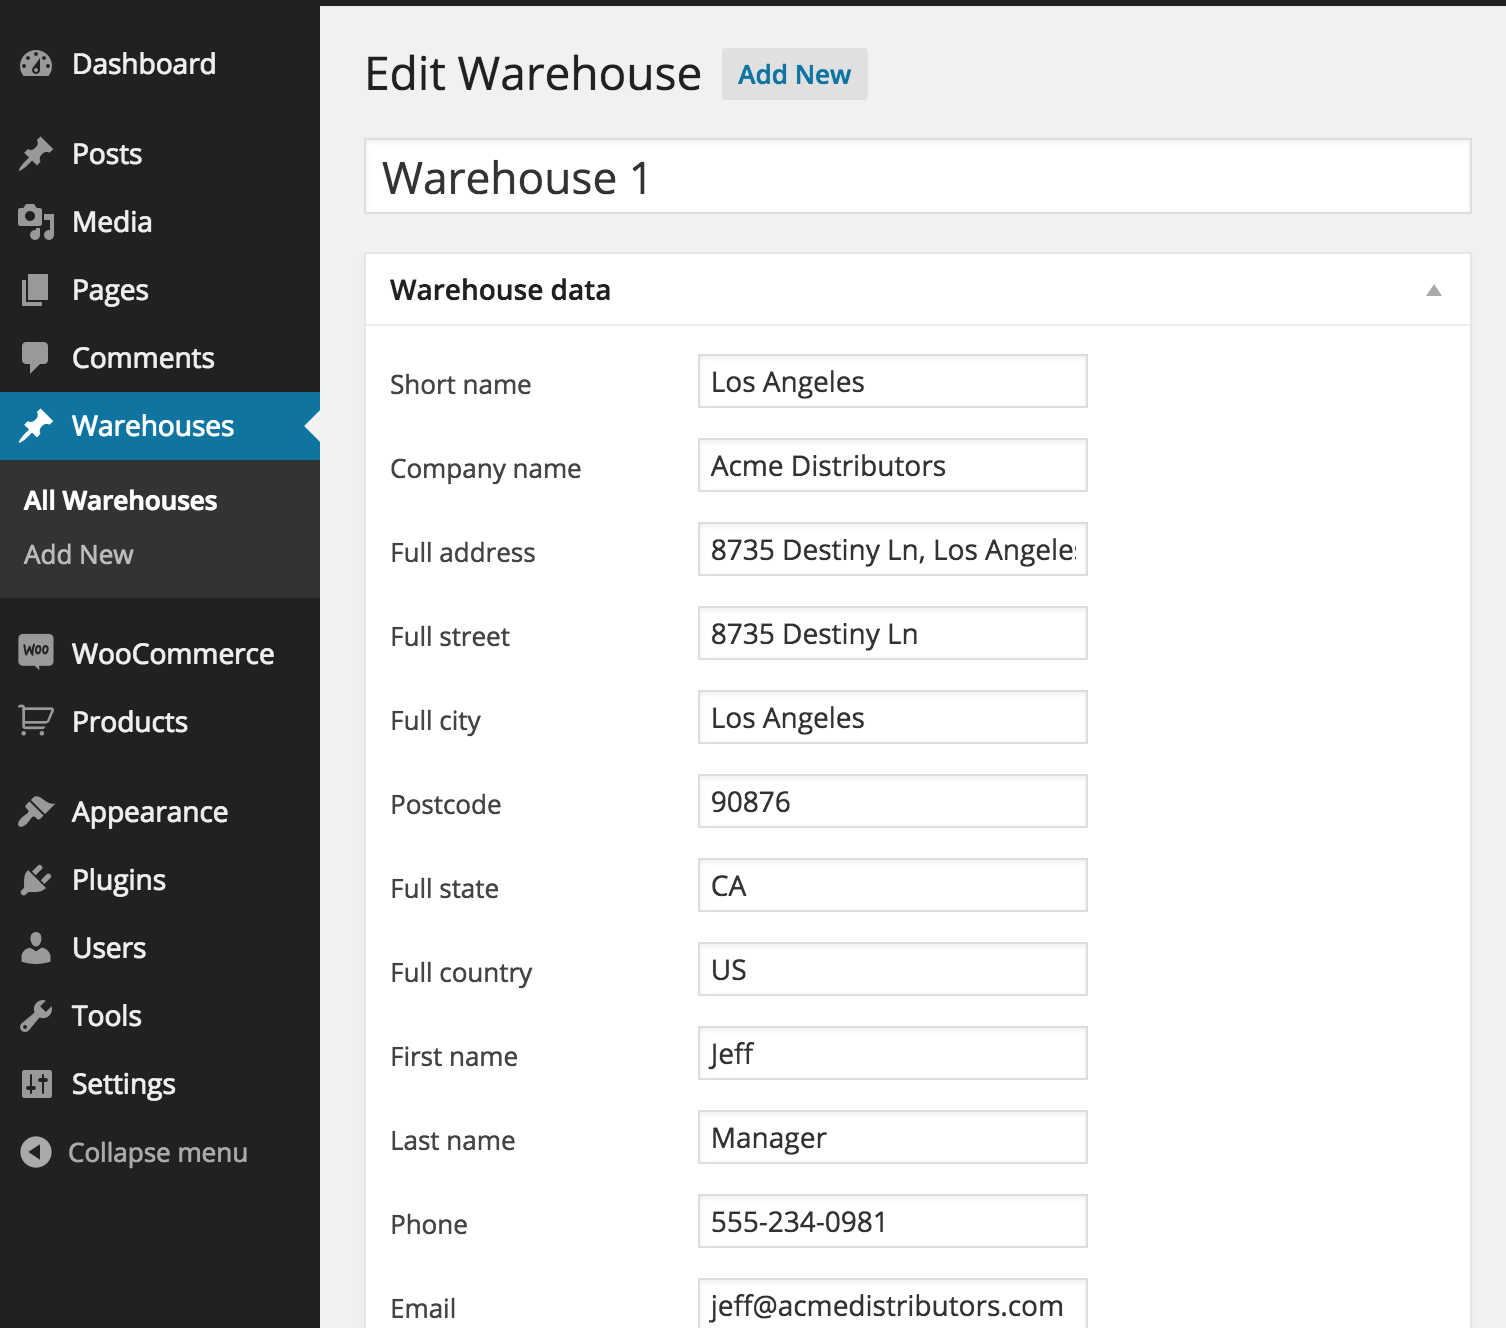 Dashboard
Posts
Media
Pages
Comments
Warehouses
All Warehouses
Add New
Woo WooCommerce
Products
Appearance
Plugins
Users
Tools
Settings
Collapse menu
Edit Warehouse Add New
Warehouse 1
Warehouse data
Short name Los Angeles
Company name Acme Distributors
Full address 8735 Destiny Ln, Los Angeles
Full street 8735 Destiny Ln
Full city Los Angeles
Postcode 90876
Full state CA
Full country US
First name Jeff
Last name Manager
Phone 555-234-0981
Email jeff@acmedistributors.com